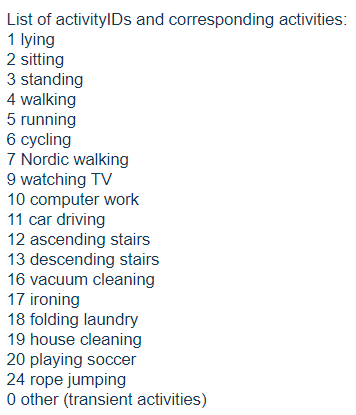 List of activityIDs and corresponding activities:
1 lying
2 sitting
3 standing
4 walking
5 running
6 cycling
7 Nordic walking
9 watching TV
10 computer work
11 car driving
12 ascending stairs
13 descending stairs
16 vacuum cleaning
17 ironing
18 folding laundry
19 house cleaning
20 playing soccer
24 rope jumping
0 other (transient activities)